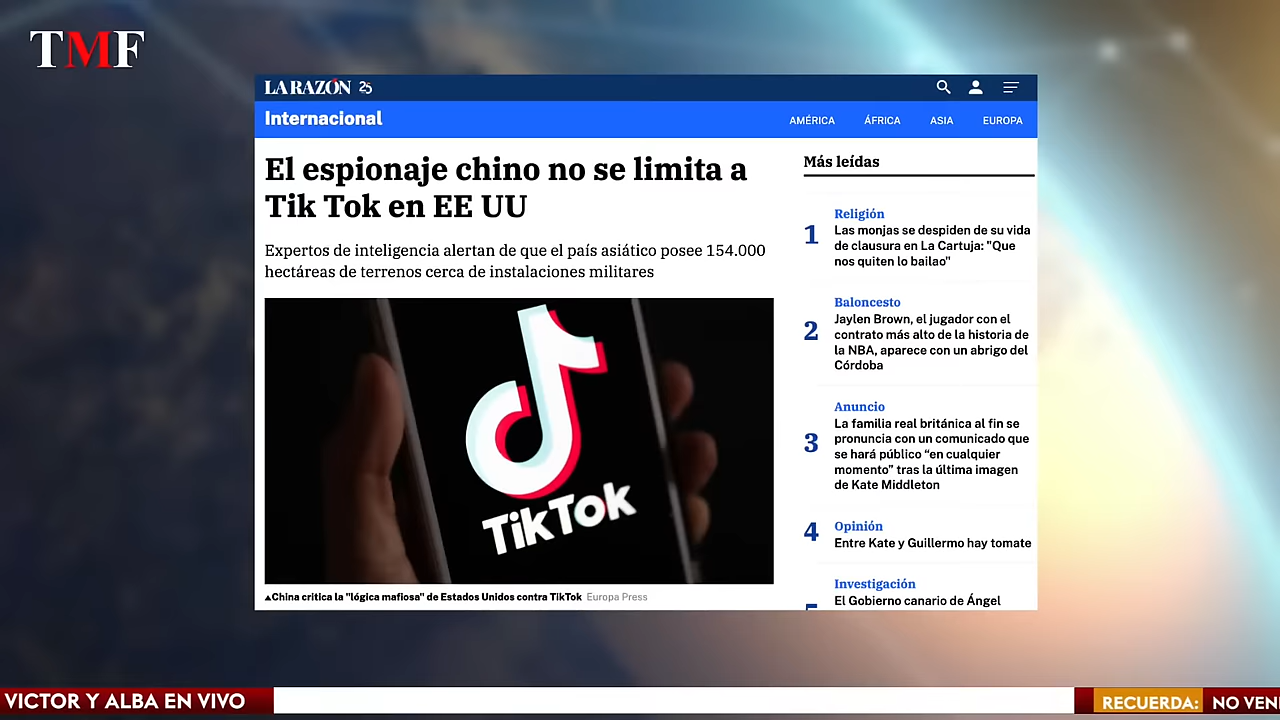 TMF
LA RAZÓN 25
Internacional
AMÉRICA ÁFRICA ASIA EUROPA
El espionaje chino no se limita a
Tik Tok en EE UU
Expertos de inteligencia alertan de que el país asiático posee 154.000
hectáreas de terrenos cerca de instalaciones militares
TikTok
▲China critica la "lógica mafiosa" de Estados Unidos contra TikTok Europa Press
Más leídas
1
Religión
Las monjas se despiden de su vida
de clausura en La Cartuja: "Que
nos quiten lo bailao"
2
Baloncesto
Jaylen Brown, el jugador con el
contrato más alto de la historia de
la NBA, aparece con un abrigo del
Córdoba
3
Anuncio
La familia real británica al fin se
pronuncia con un comunicado que
se hará público “en cualquier
momento” tras la última imagen
de Kate Middleton
4
Opinión
Entre Kate y Guillermo hay tomate
Investigación
El Gobierno canario de Ángel
VICTOR Y ALBA EN VIVO
RECUERDA: NO VEN